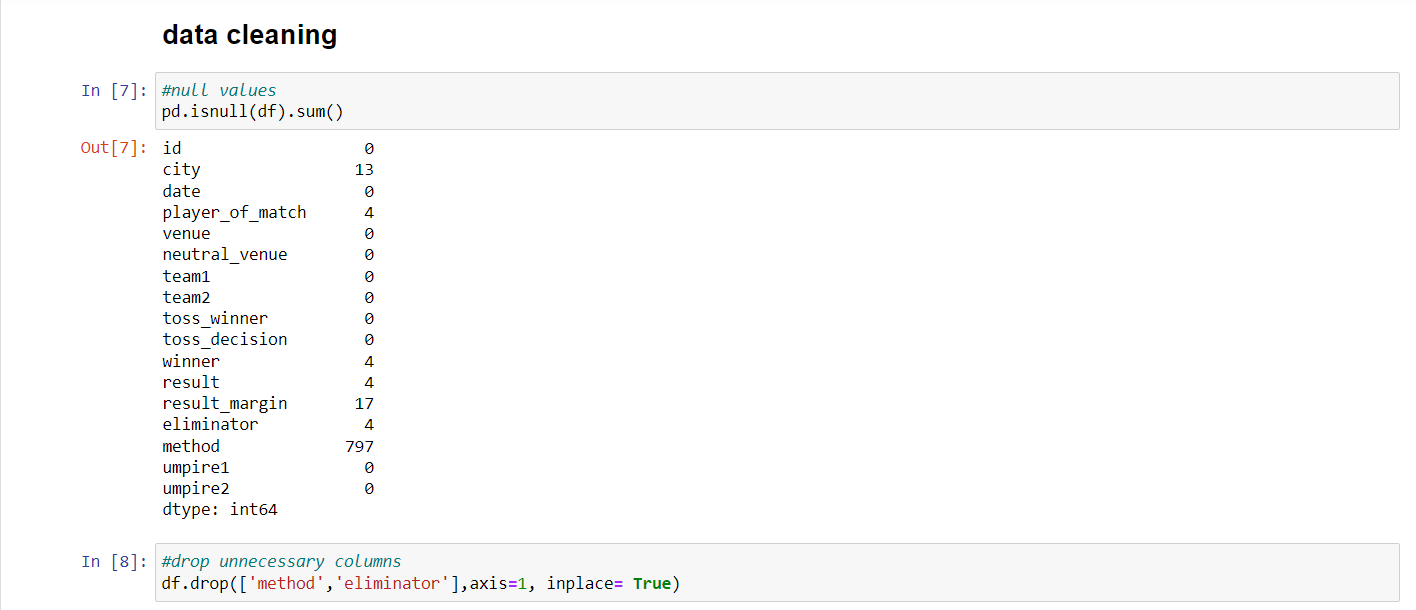 data cleaning
In [7]: #null values
pd.isnull(df).sum()
Out[7]: id 0
city 13
date 0
player_of_match 4
venue 0
neutral_venue 0
team1 0
team2 0
toss_winner 0
toss_decision 0
winner 4
result 4
result_margin 17
eliminator 4
method 797
umpire1 0
umpire2 0
dtype: int64
In [8]: #drop unnecessary columns
df.drop(['method','eliminator'],axis=1, inplace= True)